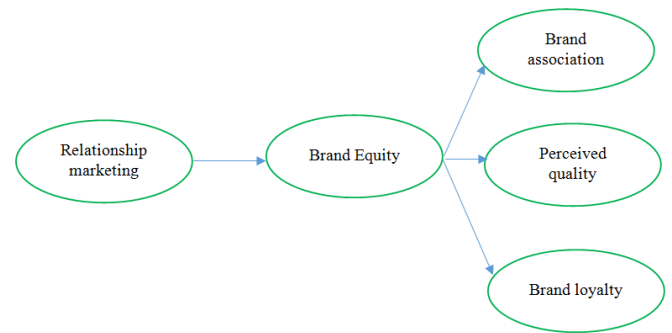 Relationship
marketing
Brand Equity
Brand
association
Perceived
quality
Brand loyalty